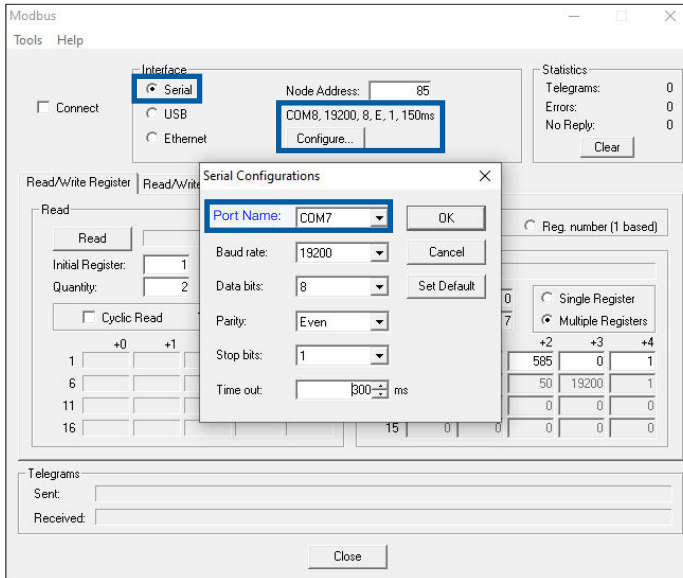 Modbus
Tools Help
Interface
Serial
USB
Ethernet
Connect
Node Address: 85
COM8, 19200, 8, E, 1, 150ms
Configure...
Statistics
Telegrams: 0
Errors: 0
No Reply: 0
Clear
Read/Write Register Read/Write
Serial Configurations
Port Name: COM7 OK
Baud rate: 19200 Cancel
Data bits: 8 Set Default
Parity: Even
Stop bits: 1
Time out: 300 ms
Read
Read
Initial Register: 1
Quantity: 2
Cyclic Read
+0 +1
1
6
11
16
Reg. number (1 based)
0 Single Register
7 Multiple Registers
+2 +3 +4
585 0 1
50 19200 1
0 0 0
15 0 0 0 0 0
Telegrams
Sent:
Received:
Close